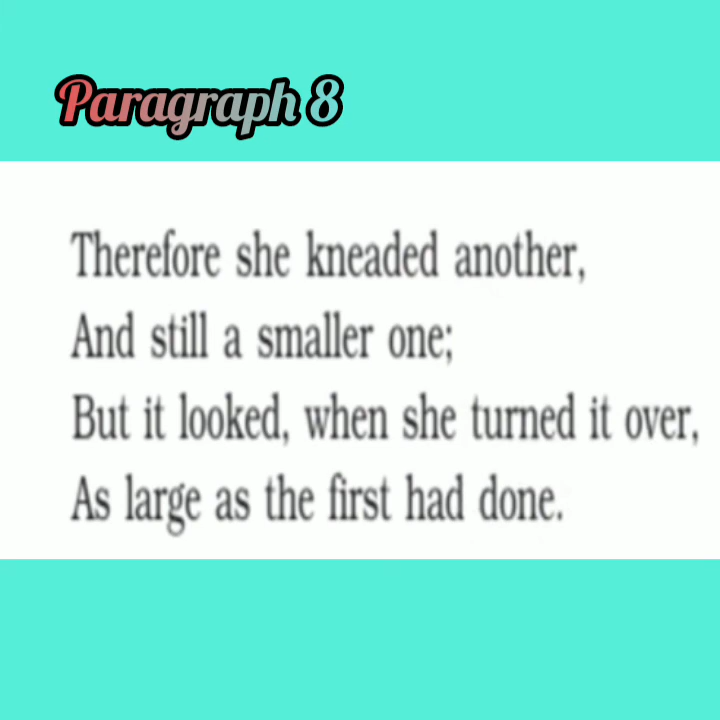 Paragraph 8
Therefore she kneaded another,
And still a smaller one;
But it looked, when she turned it over,
As large as the first had done.